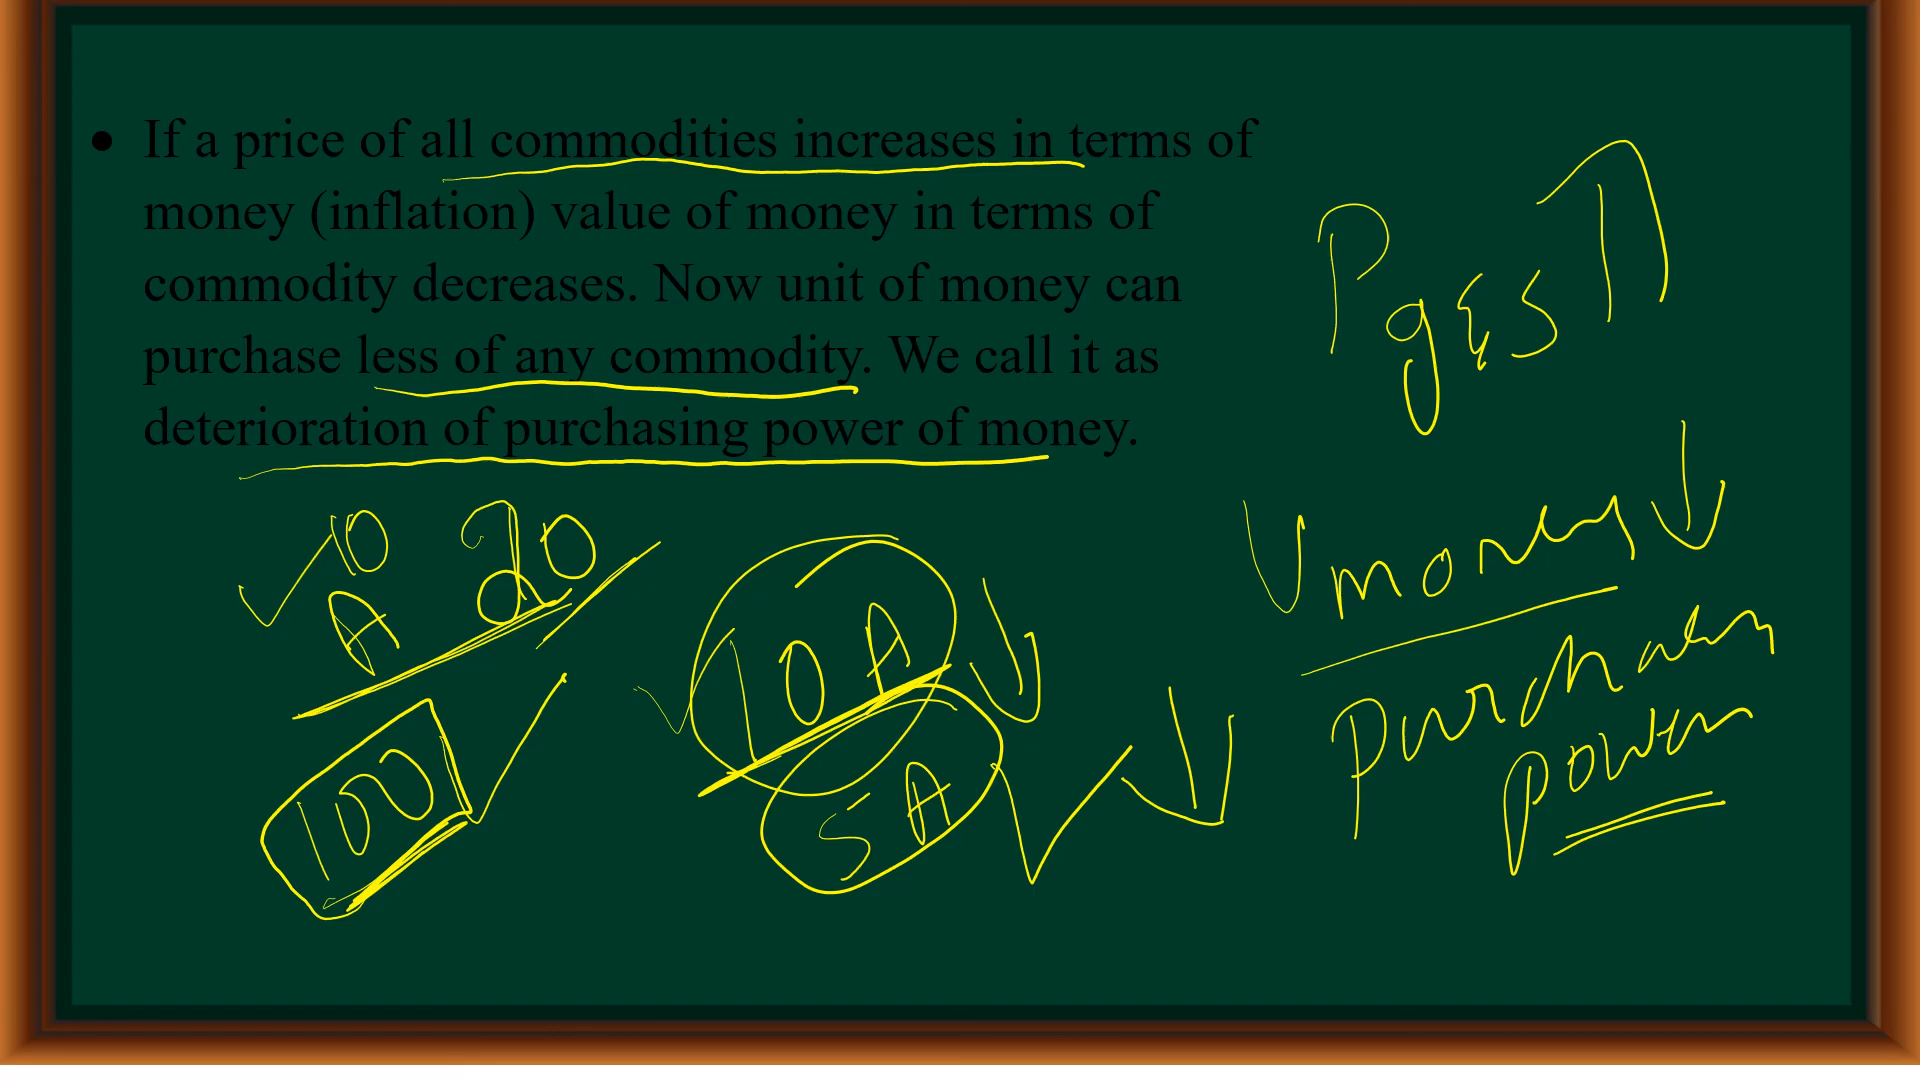 • If a price of all commodities increases in terms of
money (inflation) value of money in terms of
commodity decreases. Now unit of money can
purchase less of any commodity. We call it as
deterioration of purchasing power of money.
P g & s ↑
V money ↓
purchasing
power
10 20
A
100
10 A ↓
5 A ↓